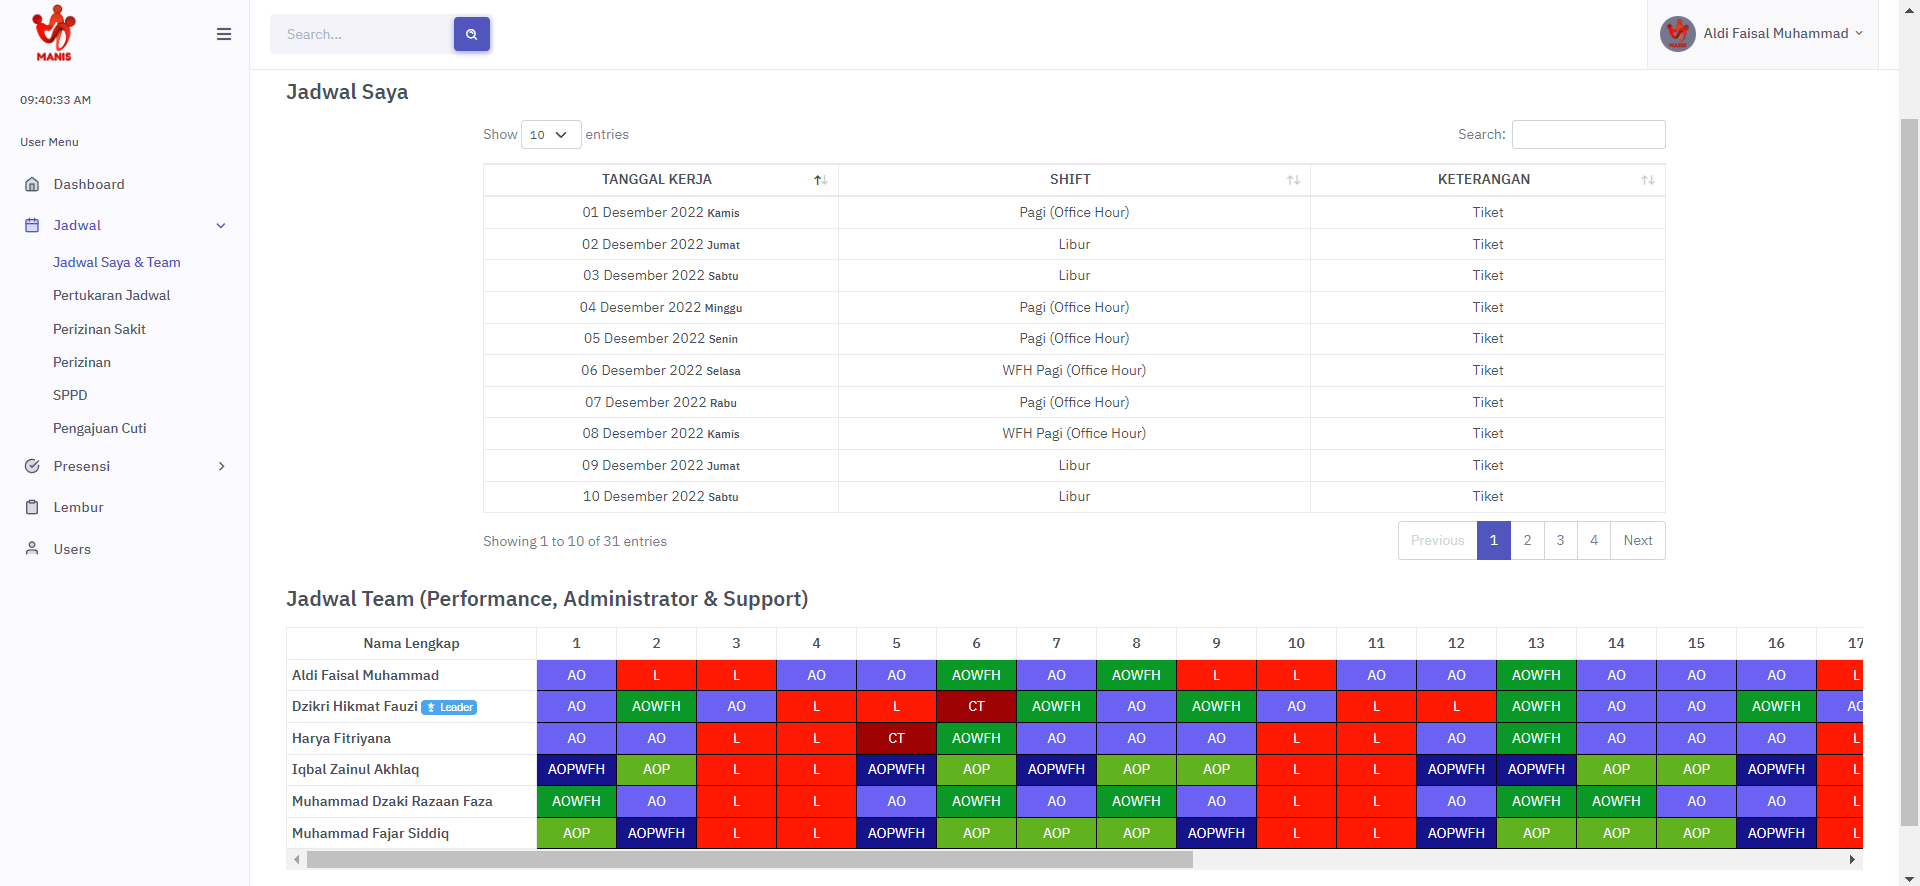 MANIS
Search...
Aldi Faisal Muhammad
09:40:33 AM
User Menu
Dashboard
Jadwal
Jadwal Saya & Team
Pertukaran Jadwal
Perizinan Sakit
Perizinan
SPPD
Pengajuan Cuti
Presensi
Lembur
Users
Jadwal Saya
Show 10 entries
Search:
TANGGAL KERJA SHIFT KETERANGAN
01 Desember 2022 Kamis Pagi (Office Hour) Tiket
02 Desember 2022 Jumat Libur Tiket
03 Desember 2022 Sabtu Libur Tiket
04 Desember 2022 Minggu Pagi (Office Hour) Tiket
05 Desember 2022 Senin Pagi (Office Hour) Tiket
06 Desember 2022 Selasa WFH Pagi (Office Hour) Tiket
07 Desember 2022 Rabu Pagi (Office Hour) Tiket
08 Desember 2022 Kamis WFH Pagi (Office Hour) Tiket
09 Desember 2022 Jumat Libur Tiket
10 Desember 2022 Sabtu Libur Tiket
Showing 1 to 10 of 31 entries
Previous 1 2 3 4 Next
Jadwal Team (Performance, Administrator & Support)
Nama Lengkap 1 2 3 4 5 6 7 8 9 10 11 12 13 14 15 16 17
Aldi Faisal Muhammad AO L L AO AO AOWFH AO AOWFH L L AO AO AOWFH AO AO AO L
Dzikri Hikmat Fauzi Leader AO AOWFH AO L L CT AOWFH AO AOWFH AO L L AOWFH AO AO AOWFH AO
Harya Fitriyana AO AO L L CT AOWFH AO AO AO L L AO AOWFH AO AO AO L
Iqbal Zainul Akhlaq AOPWFH AOP L L AOPWFH AOP AOPWFH AOP AOP L L AOPWFH AOPWFH AOP AOP AOPWFH L
Muhammad Dzaki Razaan Faza AOWFH AO L L AO AOWFH AO AOWFH AO L L AO AOWFH AOWFH AO AO L
Muhammad Fajar Siddiq AOP AOPWFH L L AOPWFH AOP AOP AOP AOPWFH L L AOPWFH AOP AOP AOP AOPWFH L